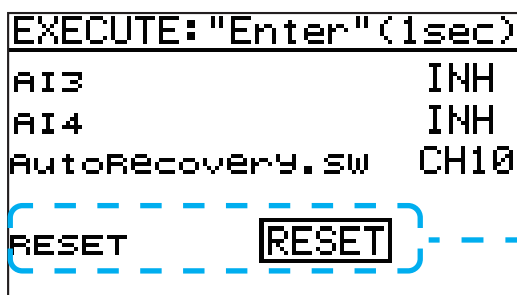 EXECUTE:"Enter"(1sec)
AI3 INH
AI4 INH
AutoRecovery.SW CH10
RESET RESET